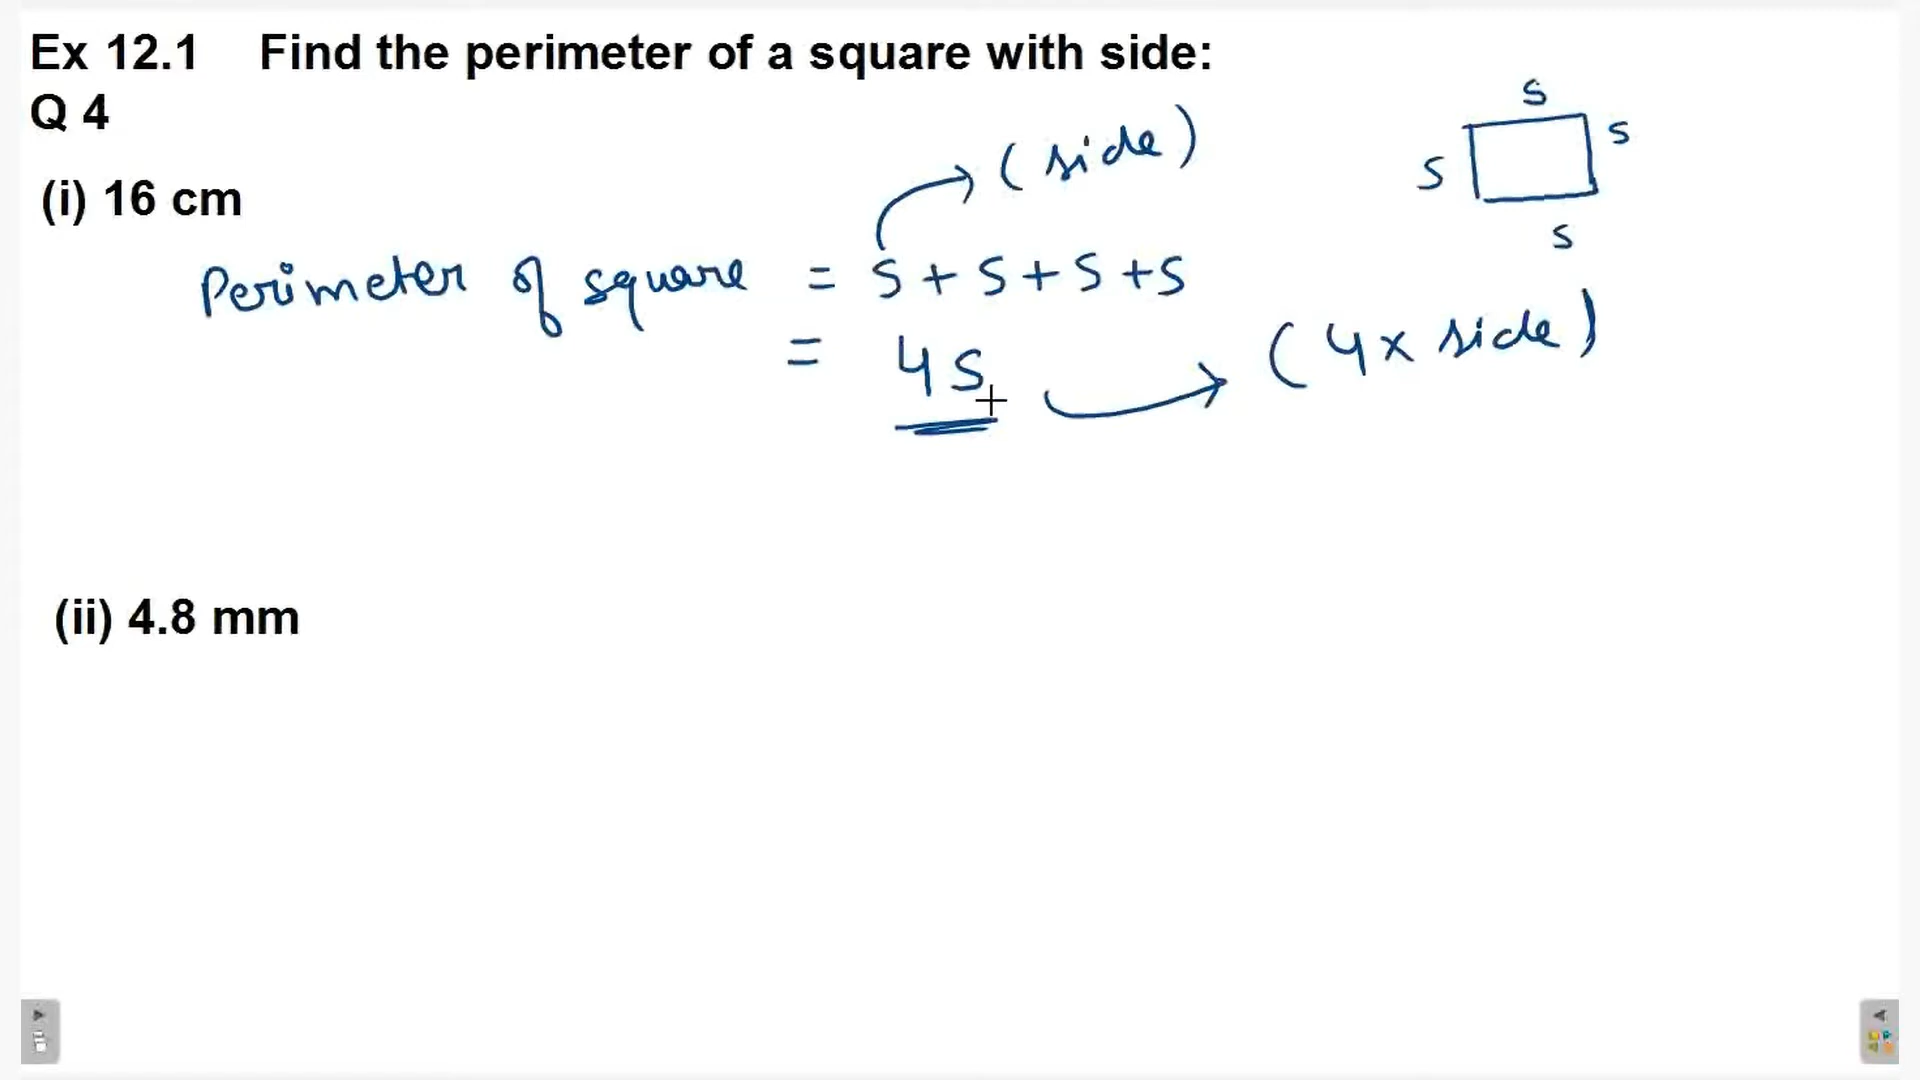 Ex 12.1 Find the perimeter of a square with side:
Q 4
(i) 16 cm
(side)
s
s
s
s
Perimeter of square = s + s + s + s
= 4s
(4 x side)
(ii) 4.8 mm